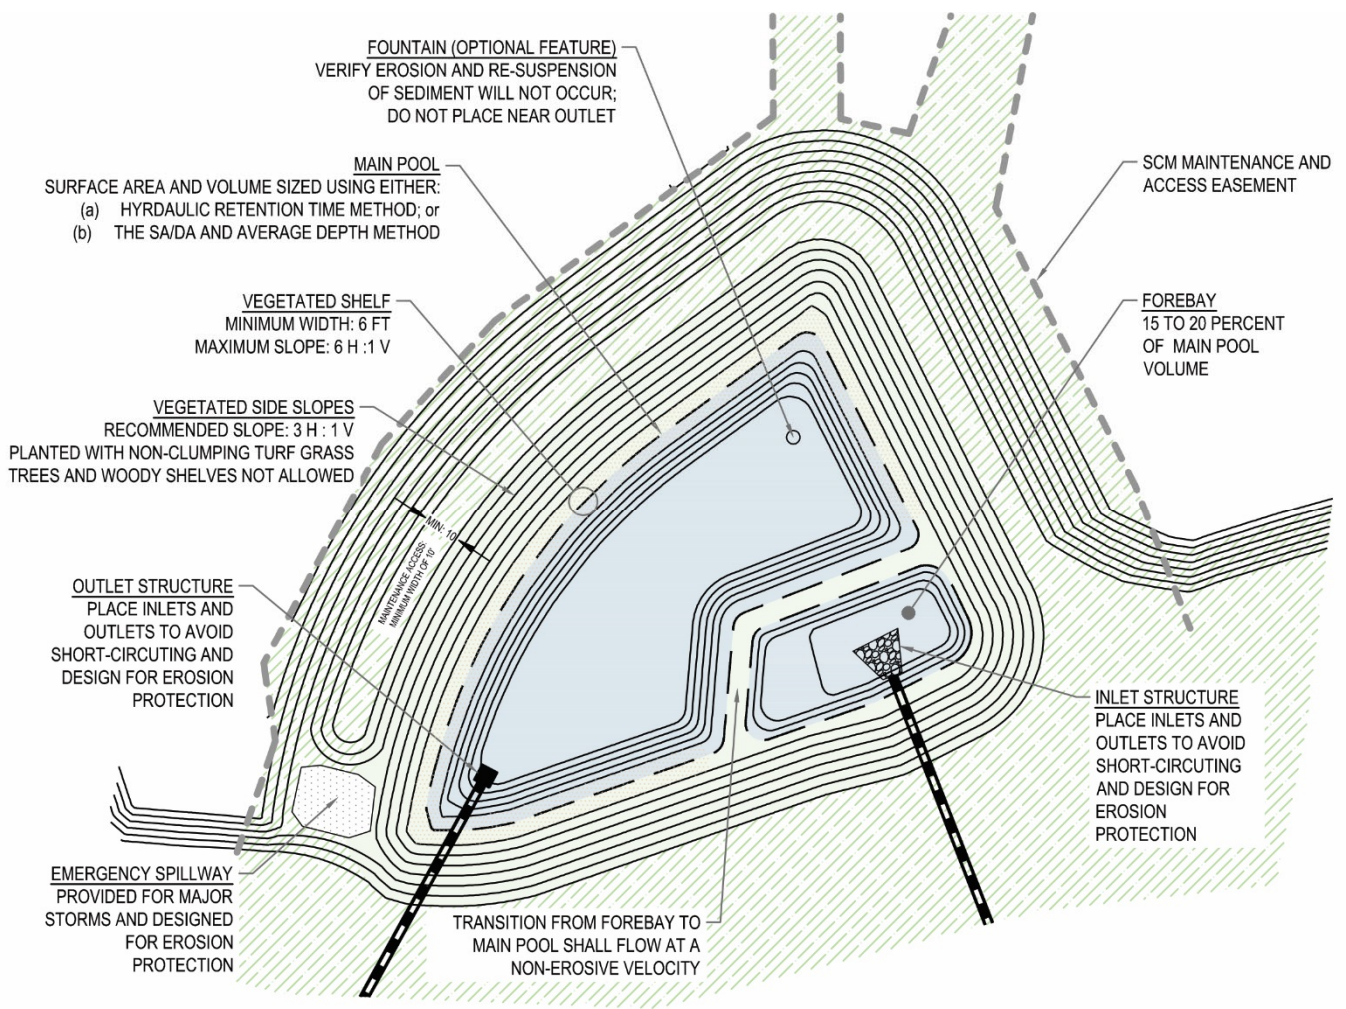 FOUNTAIN (OPTIONAL FEATURE)
VERIFY EROSION AND RE-SUSPENSION
OF SEDIMENT WILL NOT OCCUR;
DO NOT PLACE NEAR OUTLET
MAIN POOL
SURFACE AREA AND VOLUME SIZED USING EITHER:
(a) HYRDAULIC RETENTION TIME METHOD; or
(b) THE SA/DA AND AVERAGE DEPTH METHOD
VEGETATED SHELF
MINIMUM WIDTH: 6 FT
MAXIMUM SLOPE: 6 H :1 V
VEGETATED SIDE SLOPES
RECOMMENDED SLOPE: 3 H : 1 V
PLANTED WITH NON-CLUMPING TURF GRASS
TREES AND WOODY SHELVES NOT ALLOWED
MIN: 10'
MAINTENANCE ACCESS:
MINIMUM WIDTH OF 10'
OUTLET STRUCTURE
PLACE INLETS AND
OUTLETS TO AVOID
SHORT-CIRCUTING AND
DESIGN FOR EROSION
PROTECTION
EMERGENCY SPILLWAY
PROVIDED FOR MAJOR
STORMS AND DESIGNED
FOR EROSION
PROTECTION
TRANSITION FROM FOREBAY TO
MAIN POOL SHALL FLOW AT A
NON-EROSIVE VELOCITY
SCM MAINTENANCE AND
ACCESS EASEMENT
FOREBAY
15 TO 20 PERCENT
OF MAIN POOL
VOLUME
INLET STRUCTURE
PLACE INLETS AND
OUTLETS TO AVOID
SHORT-CIRCUTING
AND DESIGN FOR
EROSION
PROTECTION